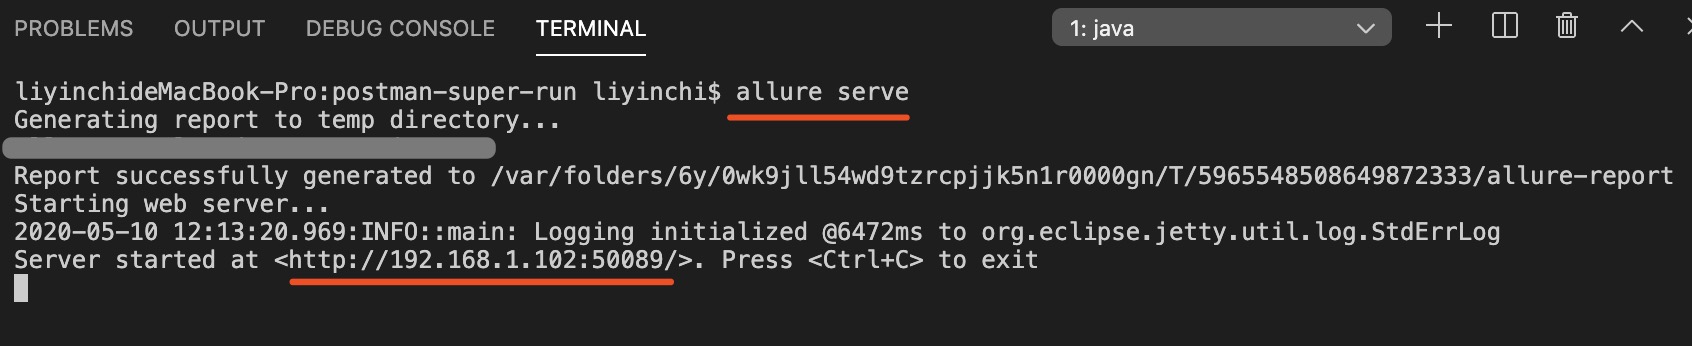 PROBLEMS OUTPUT DEBUG CONSOLE TERMINAL 1: java
liyinchideMacBook-Pro:postman-super-run liyinchi$ allure serve
Generating report to temp directory...
Report successfully generated to /var/folders/6y/0wk9jll54wd9tzrcpjjk5n1r0000gn/T/5965548508649872333/allure-report
Starting web server...
2020-05-10 12:13:20.969:INFO::main: Logging initialized @6472ms to org.eclipse.jetty.util.log.StdErrLog
Server started at <http://192.168.1.102:50089/>. Press <Ctrl+C> to exit